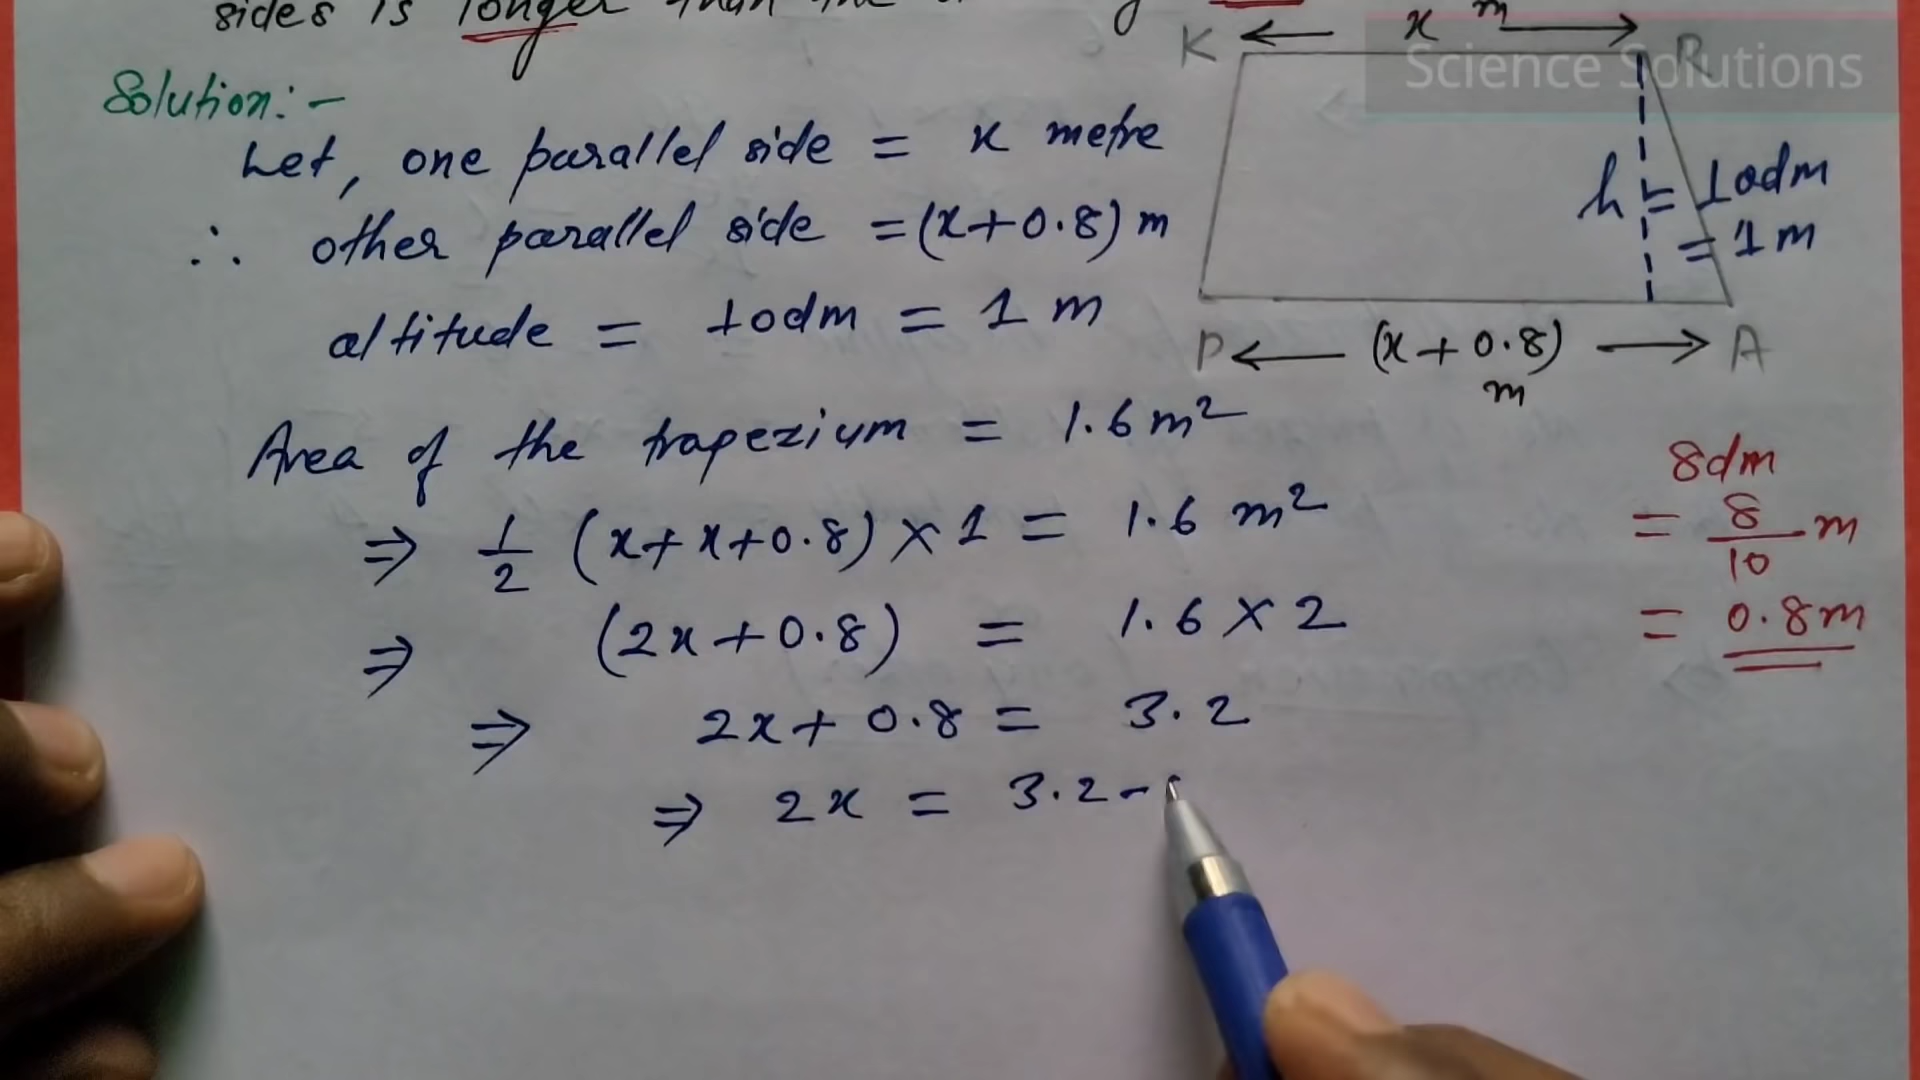 sides is longer than the
K ← x m → R
Science Solutions
Solution:-
Let, one parallel side = x metre
∴ other parallel side = (x+0.8) m
altitude = 10dm = 1 m
h = 10dm
= 1m
P ← (x+0.8) → A
m
Area of the trapezium = 1.6 m²
⇒ 1/2 (x+x+0.8) × 1 = 1.6 m²
⇒ (2x+0.8) = 1.6 × 2
⇒ 2x+0.8 = 3.2
⇒ 2x = 3.2 -
8dm
= 8/10 m
= 0.8m